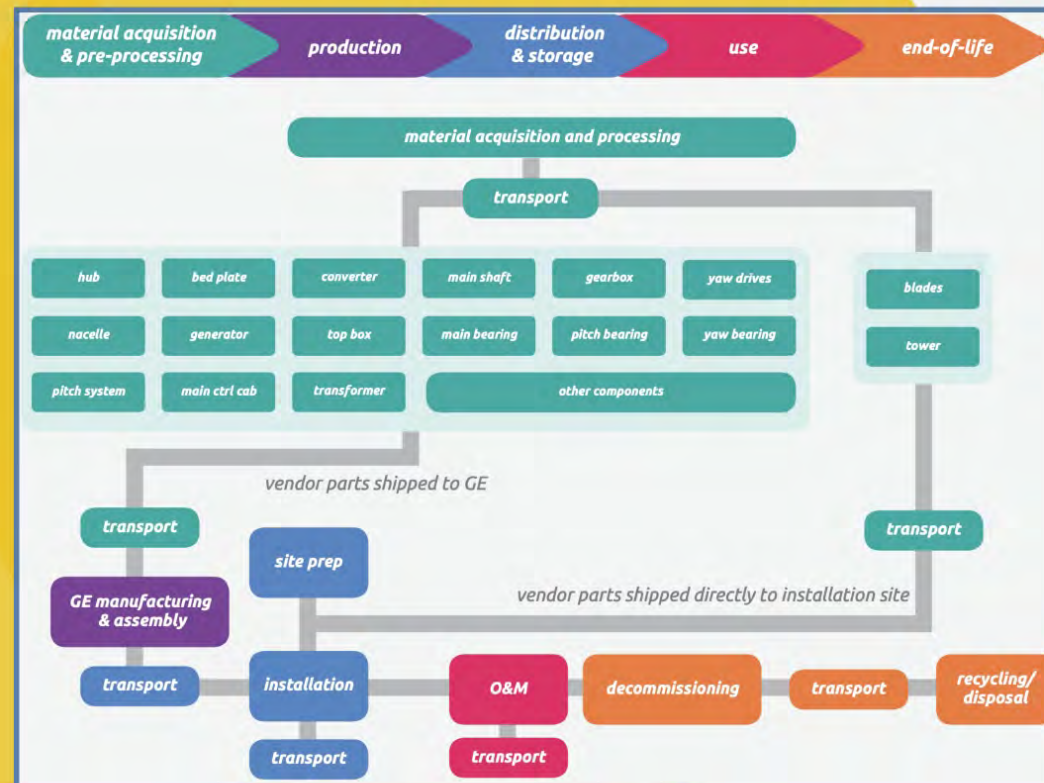 material acquisition
& pre-processing
production
distribution
& storage
use
end-of-life
material acquisition and processing
transport
hub
bed plate
converter
main shaft
gearbox
yaw drives
blades
nacelle
generator
top box
main bearing
pitch bearing
yaw bearing
tower
pitch system
main ctrl cab
transformer
other components
vendor parts shipped to GE
transport
transport
site prep
GE manufacturing
& assembly
vendor parts shipped directly to installation site
transport
installation
O&M
decommissioning
transport
recycling/
disposal
transport
transport